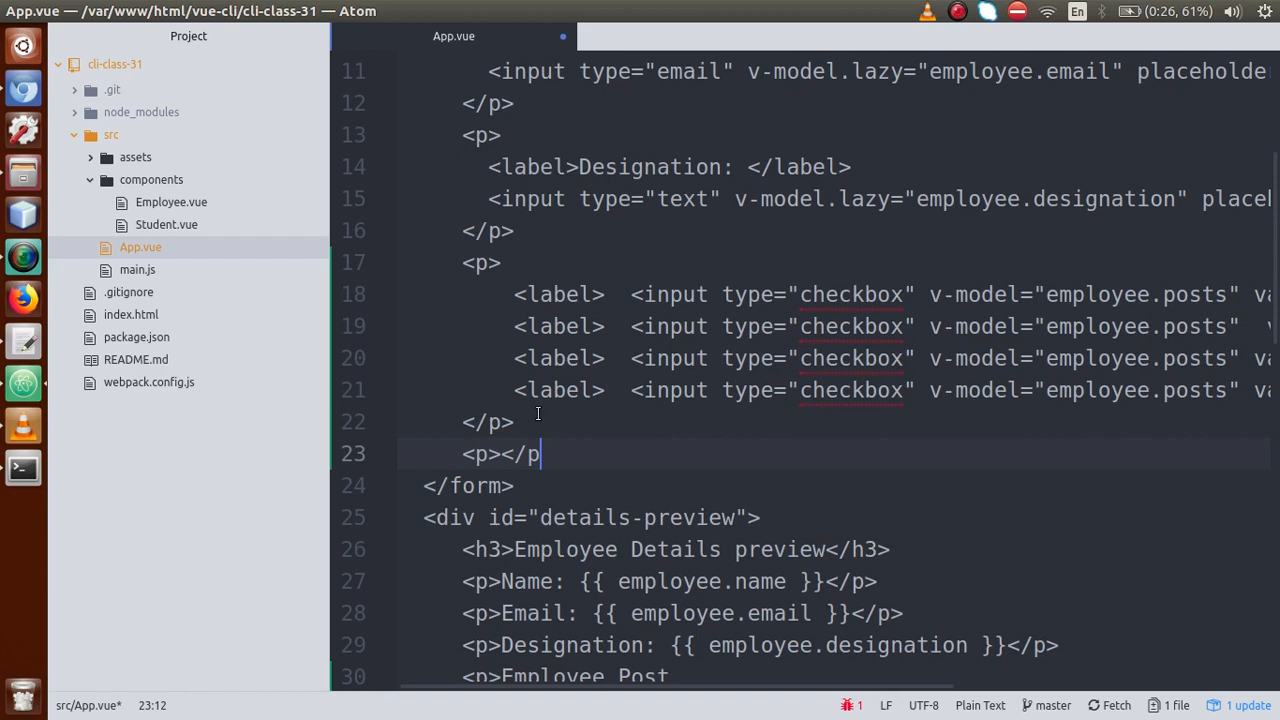 App.vue — /var/www/html/vue-cli/cli-class-31 — Atom
En (0:26, 61%)
Project
App.vue
cli-class-31
.git
node_modules
src
assets
components
Employee.vue
Student.vue
App.vue
main.js
.gitignore
index.html
package.json
README.md
webpack.config.js
11 <input type="email" v-model.lazy="employee.email" placeholde
12 </p>
13 <p>
14 <label>Designation: </label>
15 <input type="text" v-model.lazy="employee.designation" place
16 </p>
17 <p>
18 <label> <input type="checkbox" v-model="employee.posts" va
19 <label> <input type="checkbox" v-model="employee.posts" v
20 <label> <input type="checkbox" v-model="employee.posts" va
21 <label> <input type="checkbox" v-model="employee.posts" va
22 </p>
23 <p></p
24 </form>
25 <div id="details-preview">
26 <h3>Employee Details preview</h3>
27 <p>Name: {{ employee.name }}</p>
28 <p>Email: {{ employee.email }}</p>
29 <p>Designation: {{ employee.designation }}</p>
30 <p>Employee Post
src/App.vue* 23:12 1 LF UTF-8 Plain Text master Fetch 1 file 1 update